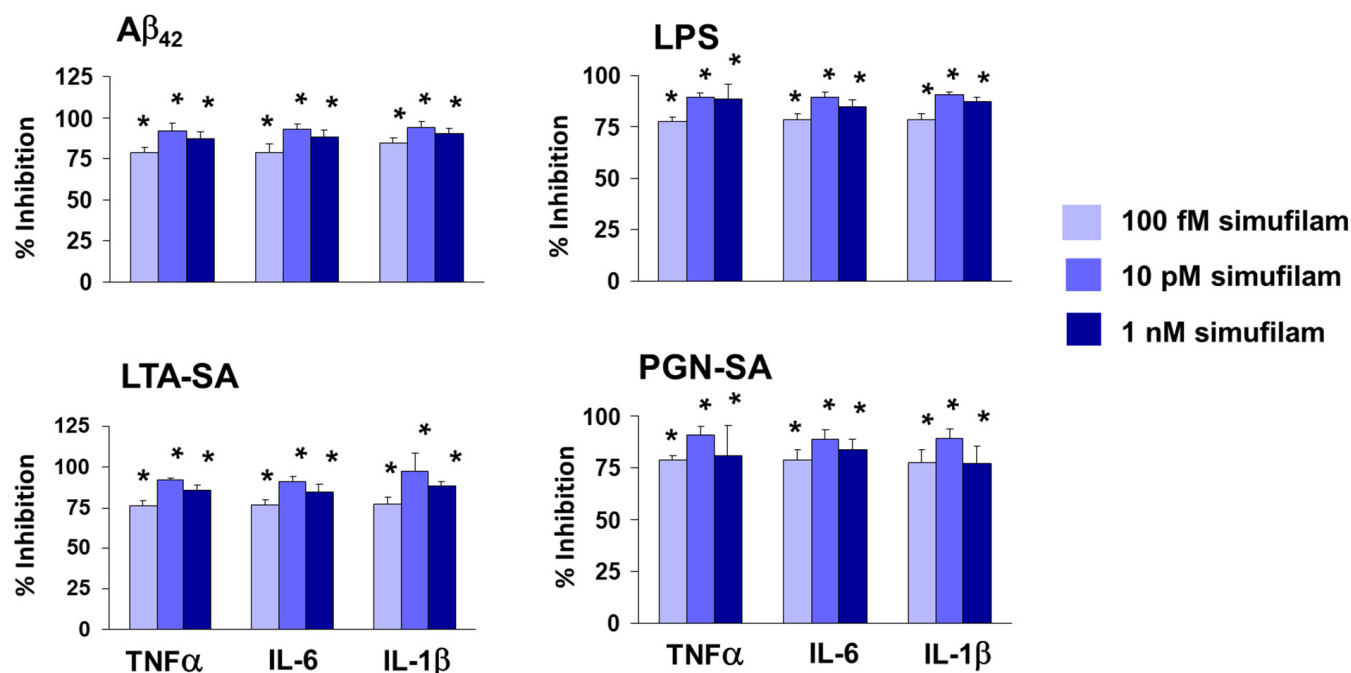 Aβ42
125
100
75
50
25
0
% Inhibition
* * * * * * * * *
LPS
100
75
50
25
0
% Inhibition
* * * * * * * * *
100 fM simufilam
10 pM simufilam
1 nM simufilam
LTA-SA
125
100
75
50
25
0
% Inhibition
* * * * * * * * *
TNFα IL-6 IL-1β
PGN-SA
100
75
50
25
0
% Inhibition
* * * * * * * * *
TNFα IL-6 IL-1β